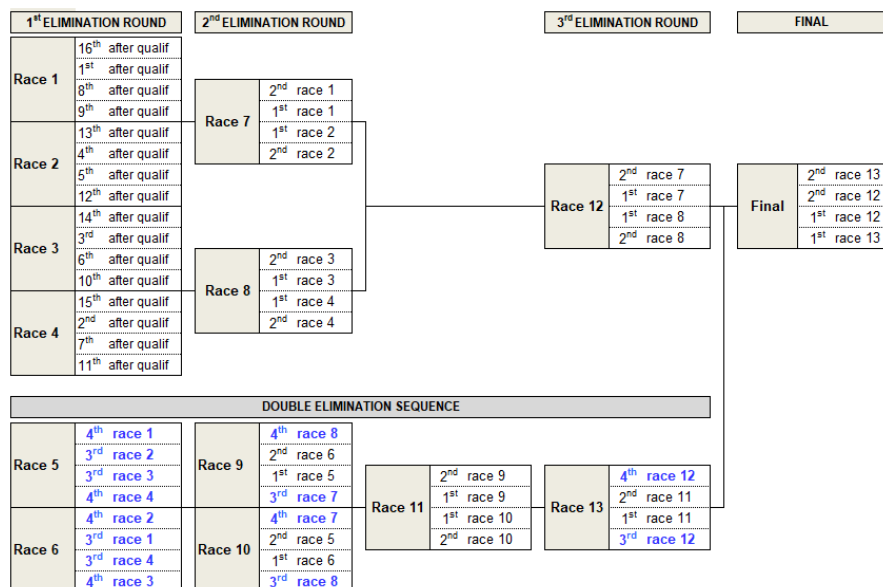 1st ELIMINATION ROUND
2nd ELIMINATION ROUND
3rd ELIMINATION ROUND
FINAL
Race 1
16th after qualif
1st after qualif
8th after qualif
9th after qualif
Race 2
13th after qualif
4th after qualif
5th after qualif
12th after qualif
Race 3
14th after qualif
3rd after qualif
6th after qualif
10th after qualif
Race 4
15th after qualif
2nd after qualif
7th after qualif
11th after qualif
Race 7
2nd race 1
1st race 1
1st race 2
2nd race 2
Race 8
2nd race 3
1st race 3
1st race 4
2nd race 4
Race 12
2nd race 7
1st race 7
1st race 8
2nd race 8
Final
2nd race 13
2nd race 12
1st race 12
1st race 13
DOUBLE ELIMINATION SEQUENCE
Race 5
4th race 1
3rd race 2
3rd race 3
4th race 4
Race 6
4th race 2
3rd race 1
3rd race 4
4th race 3
Race 9
4th race 8
2nd race 6
1st race 5
3rd race 7
Race 10
4th race 7
2nd race 5
1st race 6
3rd race 8
Race 11
2nd race 9
1st race 9
1st race 10
2nd race 10
Race 13
4th race 12
2nd race 11
1st race 11
3rd race 12